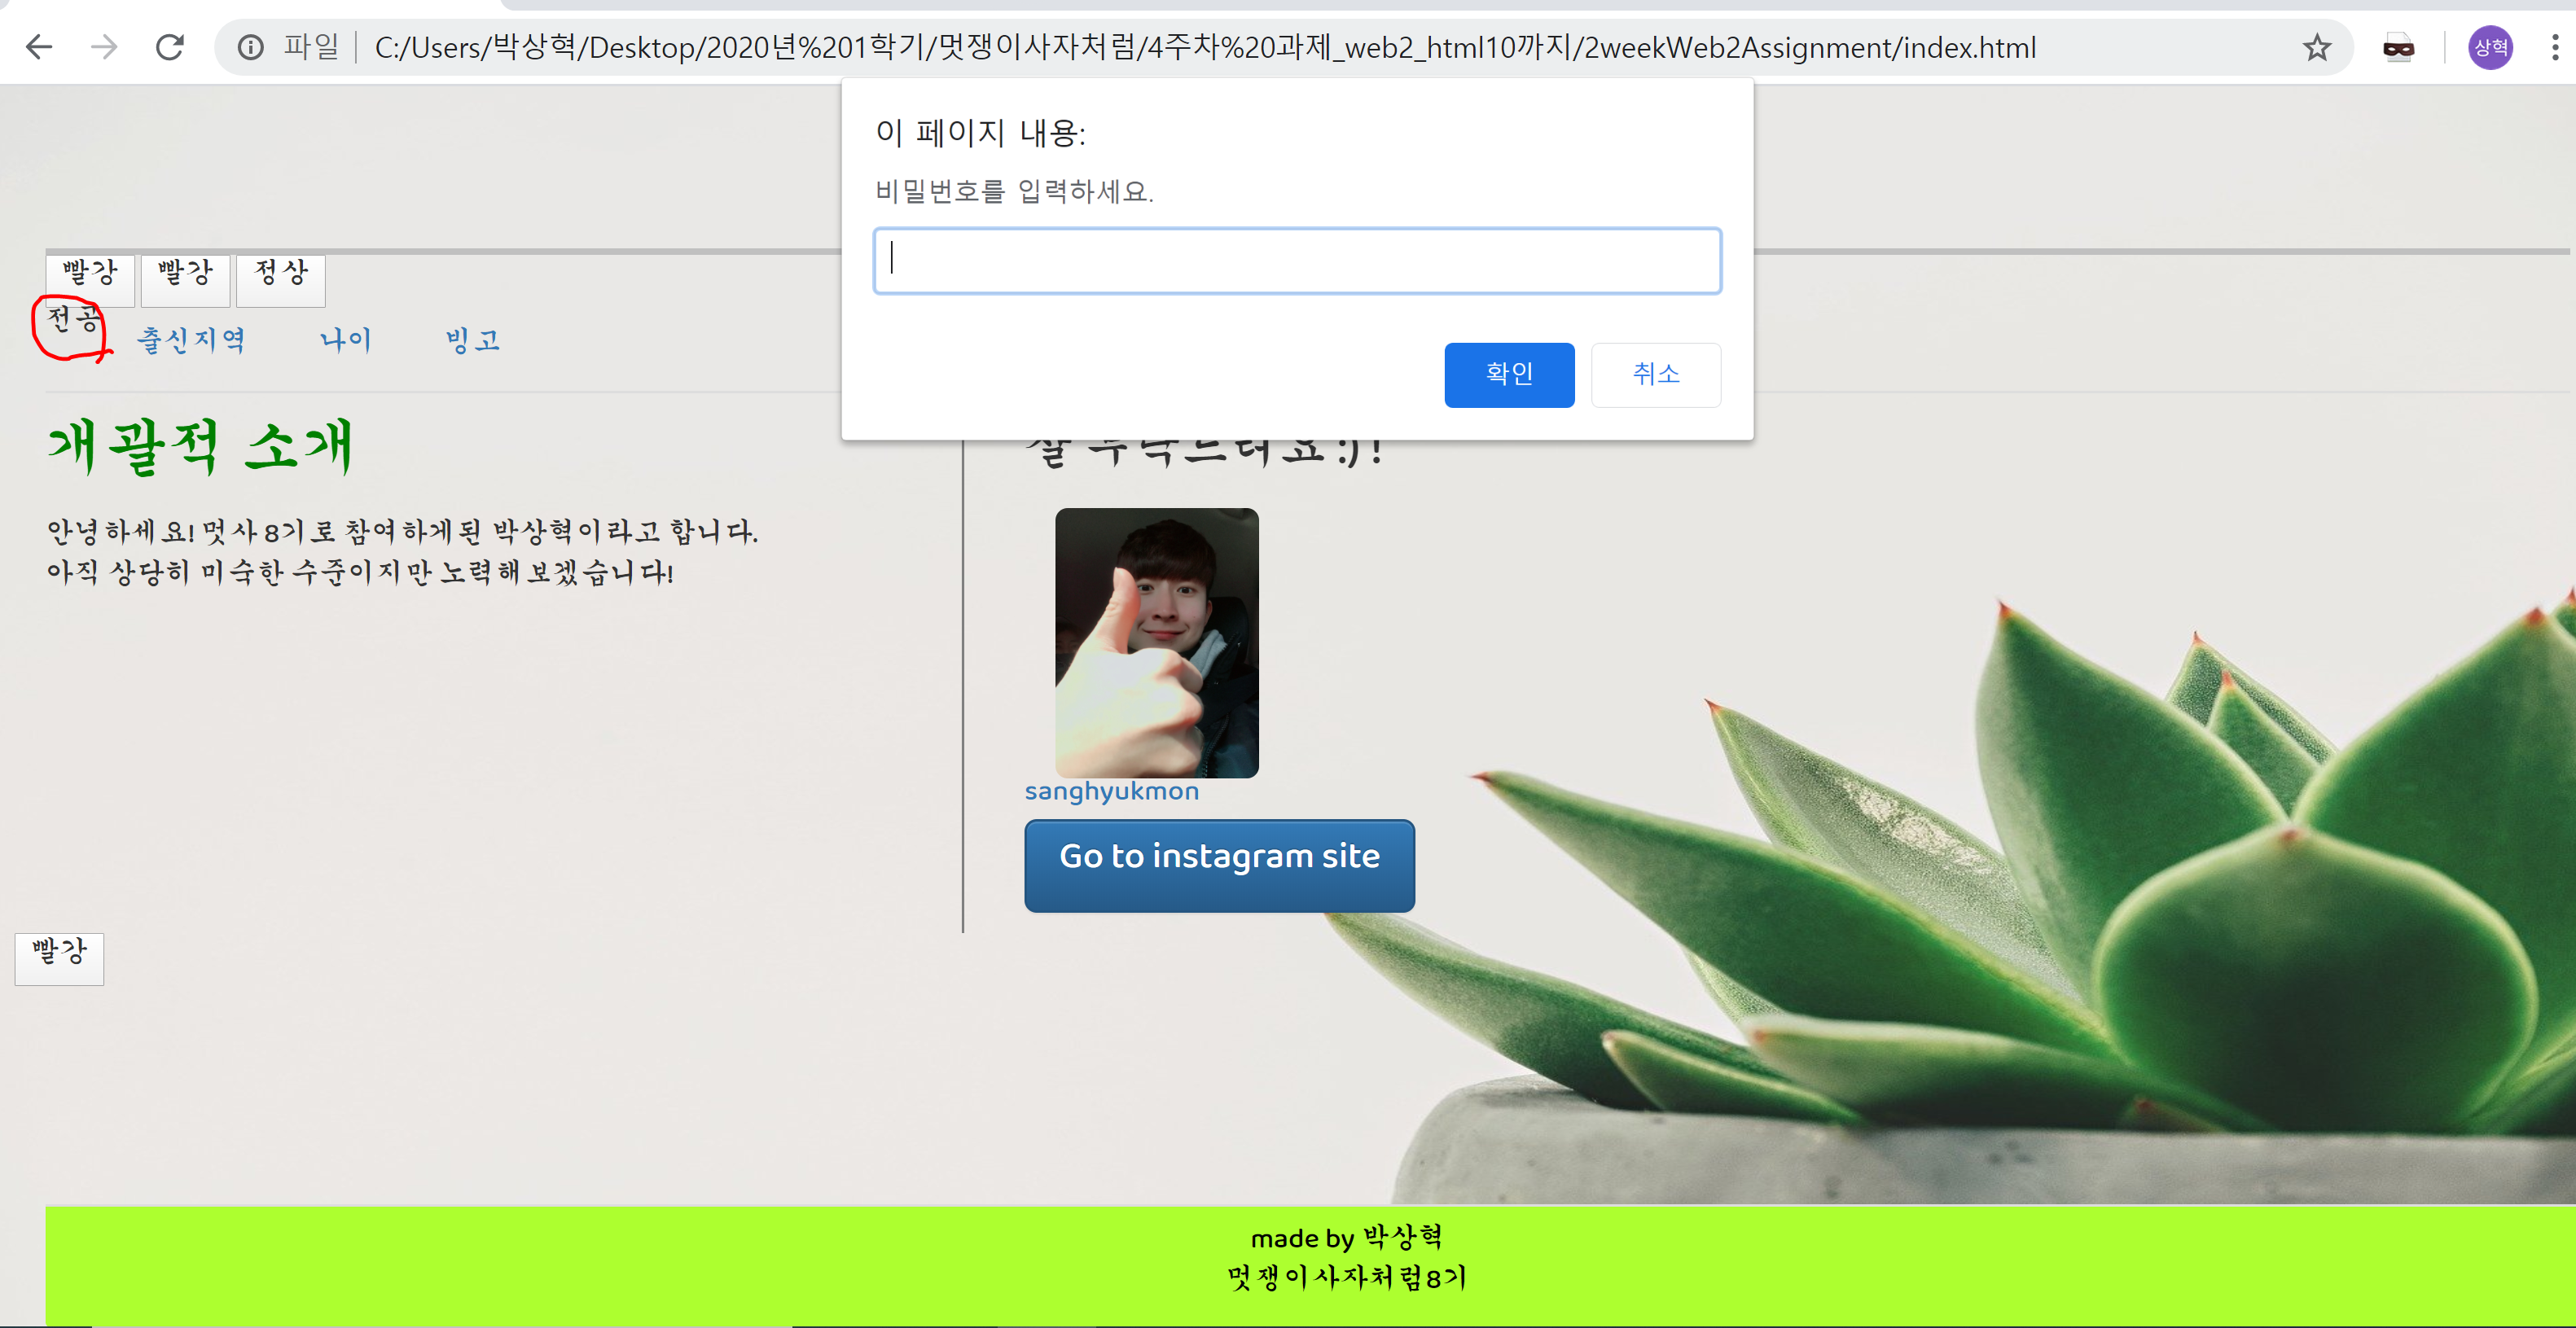 파일 C:/Users/박상혁/Desktop/2020년%201학기/멋쟁이사자처럼/4주차%20과제_web2_html10까지/2weekWeb2Assignment/index.html
상혁
이 페이지 내용:
비밀번호를 입력하세요.
확인 취소
빨강 빨강 정상
전공 출신지역 나이 빙고
개괄적 소개
안녕하세요! 멋사 8기로 참여하게된 박상혁이라고 합니다.
아직 상당히 미숙한 수준이지만 노력해보겠습니다!
잘 부탁드려요:)!
sanghyukmon
Go to instagram site
빨강
made by 박상혁
멋쟁이사자처럼8기